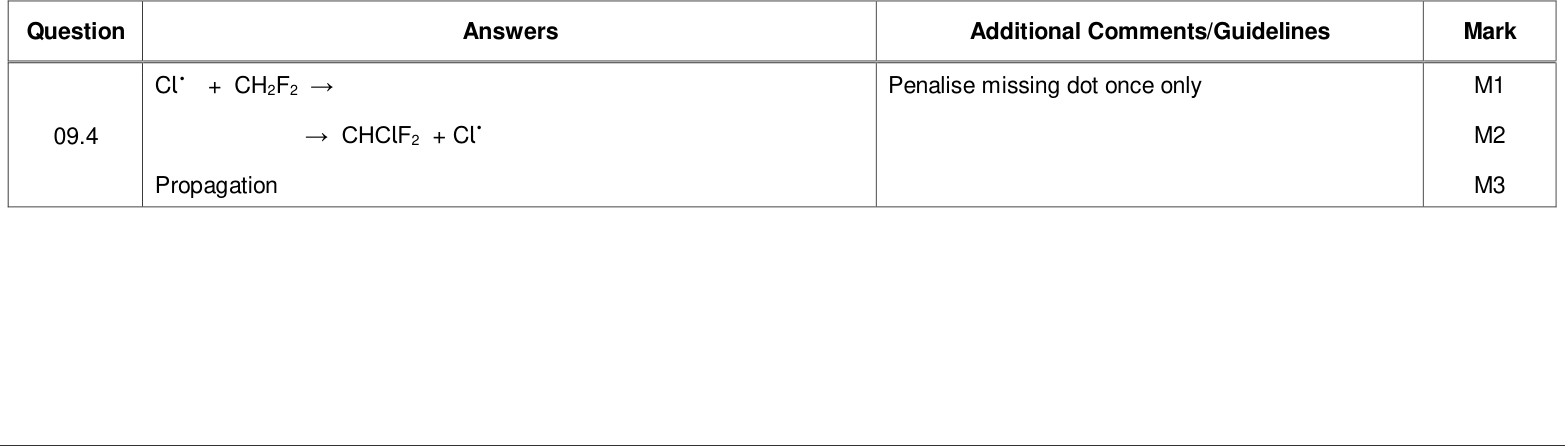 Question Answers Additional Comments/Guidelines Mark
Cl• + CH₂F₂ → Penalise missing dot once only M1
09.4 → CHClF₂ + Cl• M2
Propagation M3